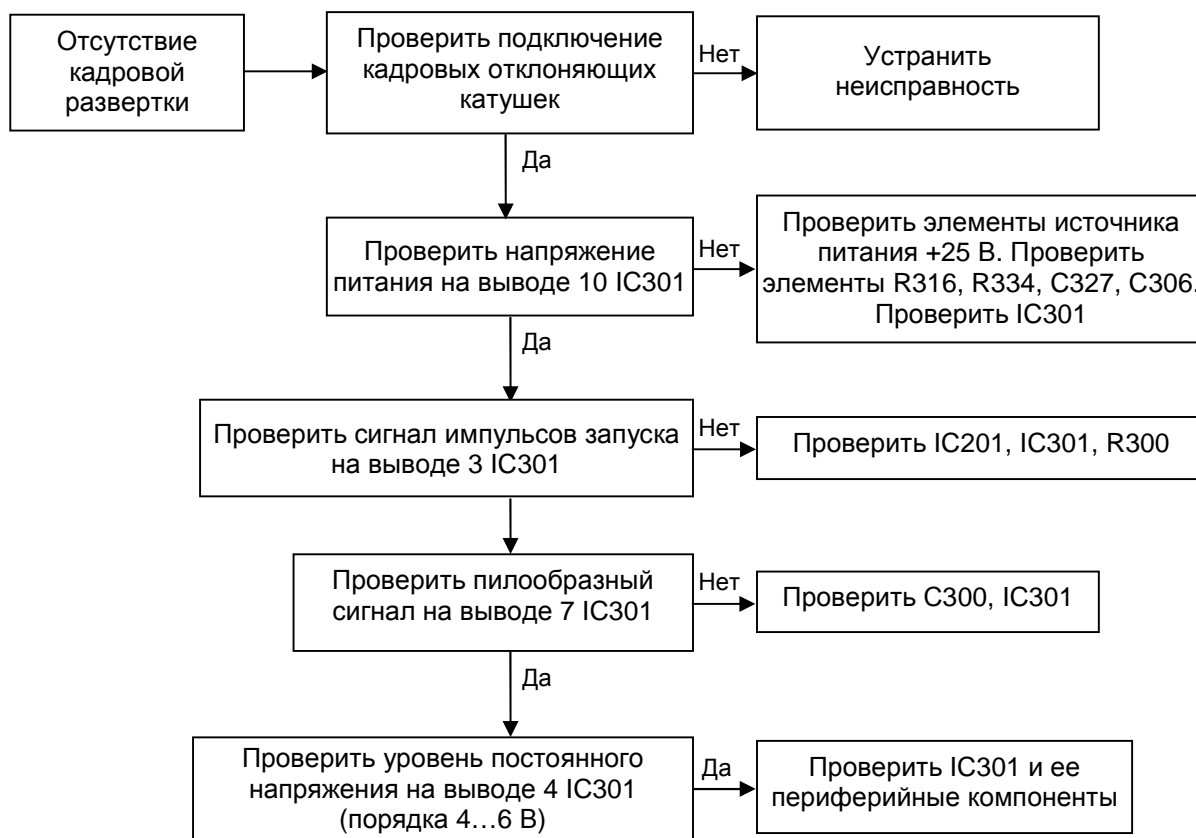 Отсутствие
кадровой
развертки
Проверить подключение
кадровых отклоняющих
катушек
Нет
Устранить
неисправность
Да
Проверить напряжение
питания на выводе 10 IC301
Нет
Проверить элементы источника
питания +25 В. Проверить
элементы R316, R334, C327, C306.
Проверить IC301
Да
Проверить сигнал импульсов запуска
на выводе 3 IC301
Нет
Проверить IC201, IC301, R300
Проверить пилообразный
сигнал на выводе 7 IC301
Нет
Проверить C300, IC301
Да
Проверить уровень постоянного
напряжения на выводе 4 IC301
(порядка 4...6 В)
Да
Проверить IC301 и ее
периферийные компоненты